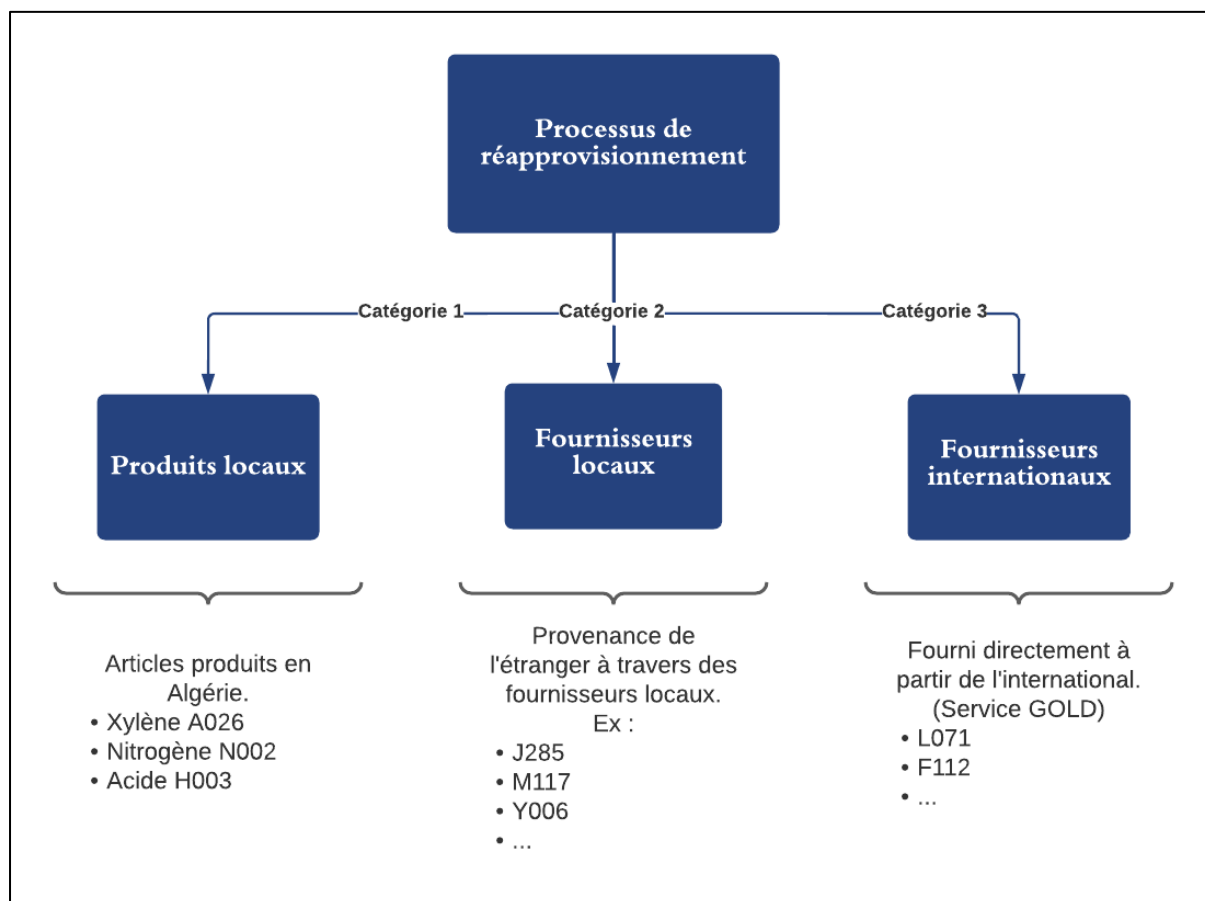 Processus de
réapprovisionnement
Catégorie 1
Catégorie 2
Catégorie 3
Produits locaux
Fournisseurs
locaux
Fournisseurs
internationaux
Articles produits en
Algérie.
• Xylène A026
• Nitrogène N002
• Acide H003
Provenance de
l'étranger à travers des
fournisseurs locaux.
Ex :
• J285
• M117
• Y006
• ...
Fourni directement à
partir de l'international.
(Service GOLD)
• L071
• F112
• ...